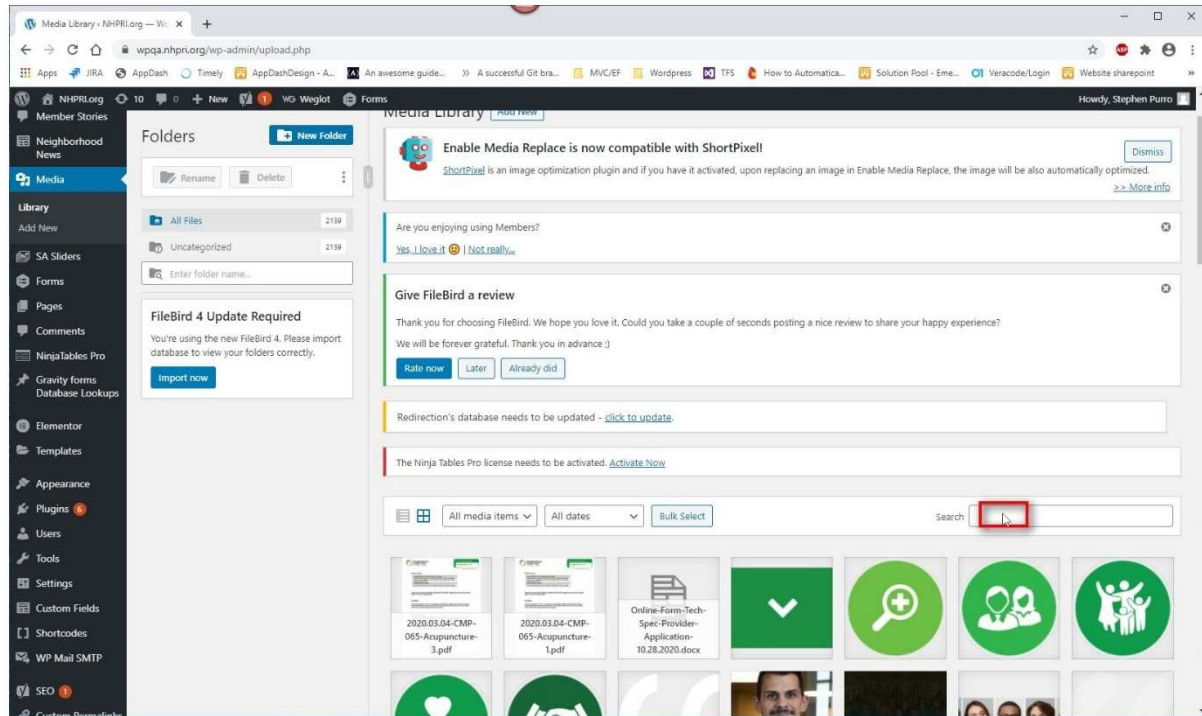 Media Library ‹ NHPRI.org — Wo
wpqa.nhpri.org/wp-admin/upload.php
Apps JIRA AppDash Timely AppDashDesign - A... An awesome guide... A successful Git bra... MVC/EF Wordpress TFS How to Automatica... Solution Pool - Eme... Veracode/Login Website sharepoint »
NHPRI.org 10 0 + New 1 WG Weglot Forms Howdy, Stephen Purro
Member Stories
Neighborhood
News
Media
Library
Add New
SA Sliders
Forms
Pages
Comments
NinjaTables Pro
Gravity forms
Database Lookups
Elementor
Templates
Appearance
Plugins 6
Users
Tools
Settings
Custom Fields
Shortcodes
WP Mail SMTP
SEO 1
Custom Permalinks
Folders New Folder
Rename Delete
All Files 2139
Uncategorized 2139
Enter folder name...
FileBird 4 Update Required
You're using the new FileBird 4. Please import
database to view your folders correctly.
Import now
Media Library Add New
Enable Media Replace is now compatible with ShortPixel! Dismiss
ShortPixel is an image optimization plugin and if you have it activated, upon replacing an image in Enable Media Replace, the image will be also automatically optimized.
>> More info
Are you enjoying using Members?
Yes, I love it | Not really...
Give FileBird a review
Thank you for choosing FileBird. We hope you love it. Could you take a couple of seconds posting a nice review to share your happy experience?
We will be forever grateful. Thank you in advance ;)
Rate now Later Already did
Redirection's database needs to be updated - click to update.
The Ninja Tables Pro license needs to be activated. Activate Now
All media items All dates Bulk Select Search
2020.03.04-CMP-
065-Acupuncture-
3.pdf
2020.03.04-CMP-
065-Acupuncture-
1.pdf
Online-Form-Tech-
Spec-Provider-
Application-
10.28.2020.docx